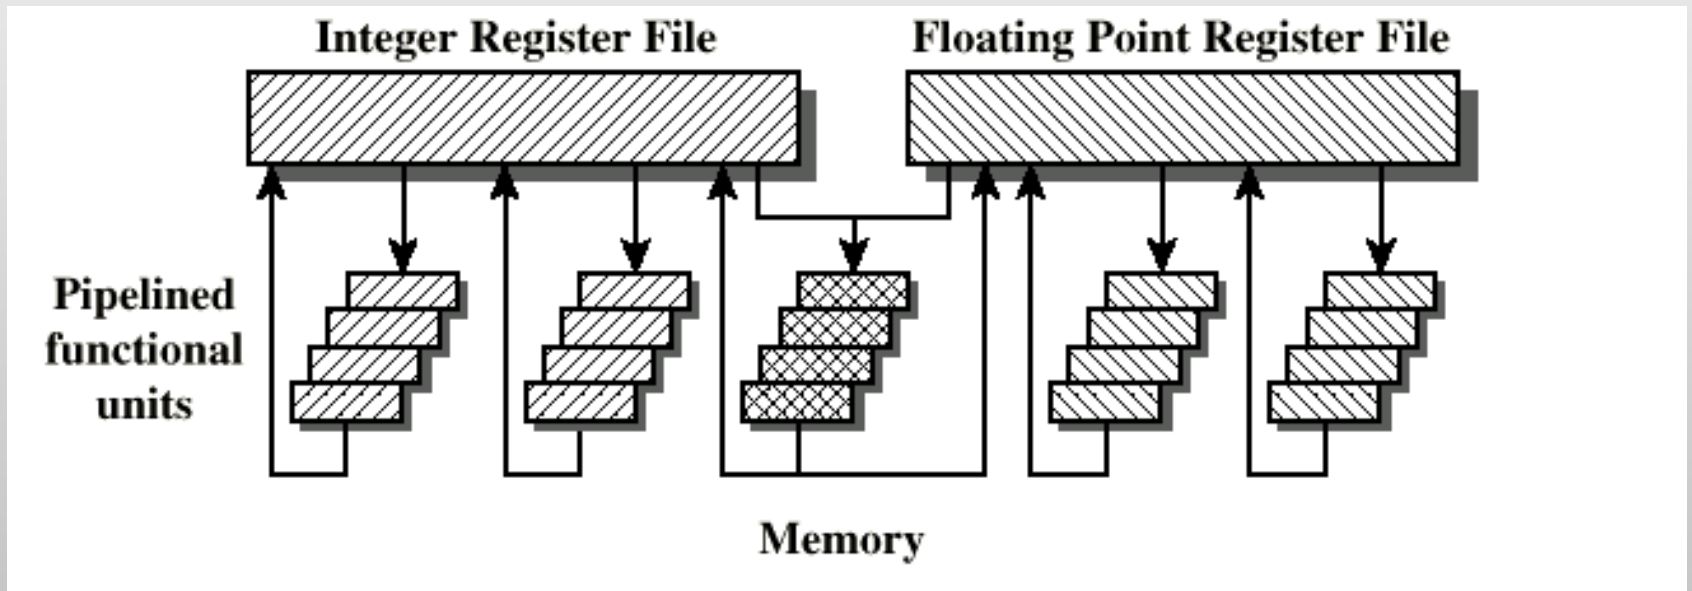 Integer Register File
Floating Point Register File
Pipelined
functional
units
Memory